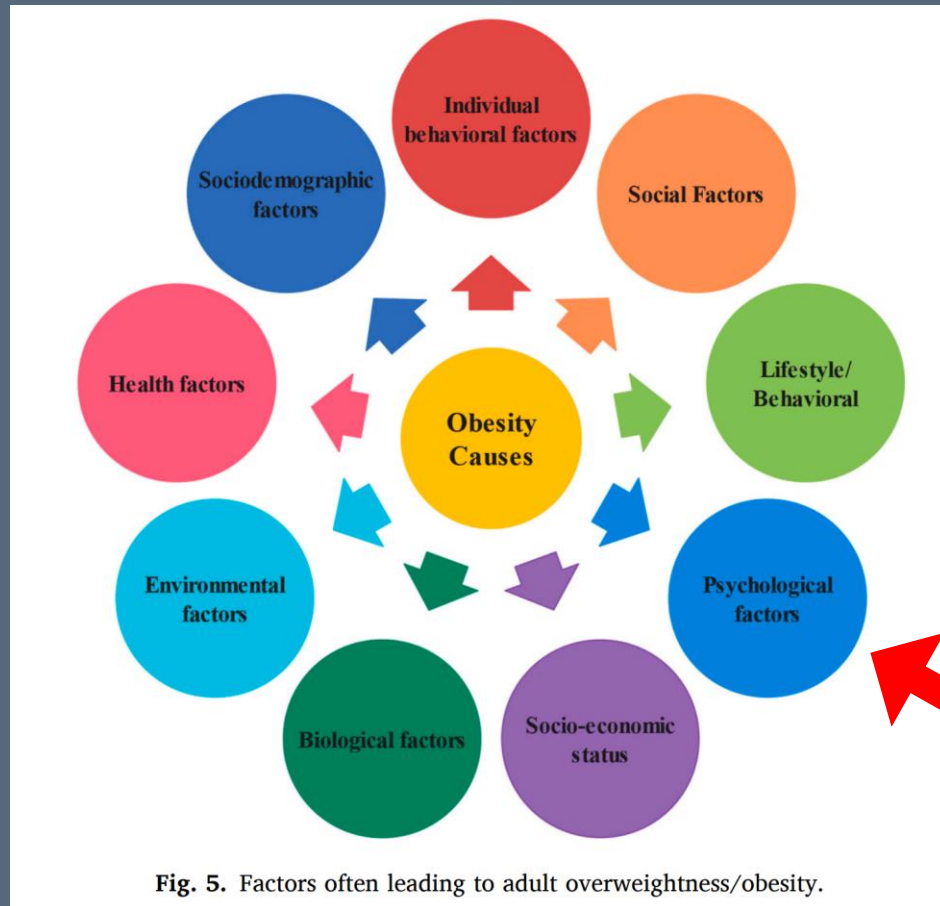 Individual
behavioral factors
Social Factors
Lifestyle/
Behavioral
Psychological
factors
Socio-economic
status
Biological factors
Environmental
factors
Health factors
Sociodemographic
factors
Obesity
Causes
Fig. 5. Factors often leading to adult overweightness/obesity.